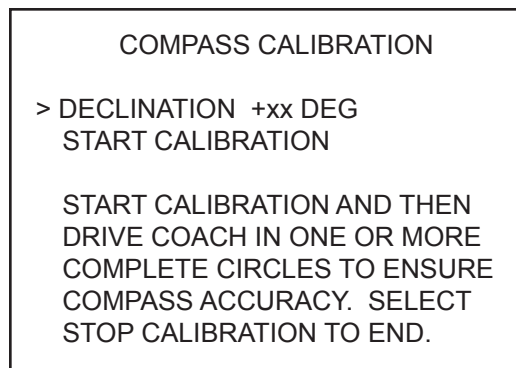 COMPASS CALIBRATION
> DECLINATION +xx DEG
START CALIBRATION
START CALIBRATION AND THEN
DRIVE COACH IN ONE OR MORE
COMPLETE CIRCLES TO ENSURE
COMPASS ACCURACY. SELECT
STOP CALIBRATION TO END.